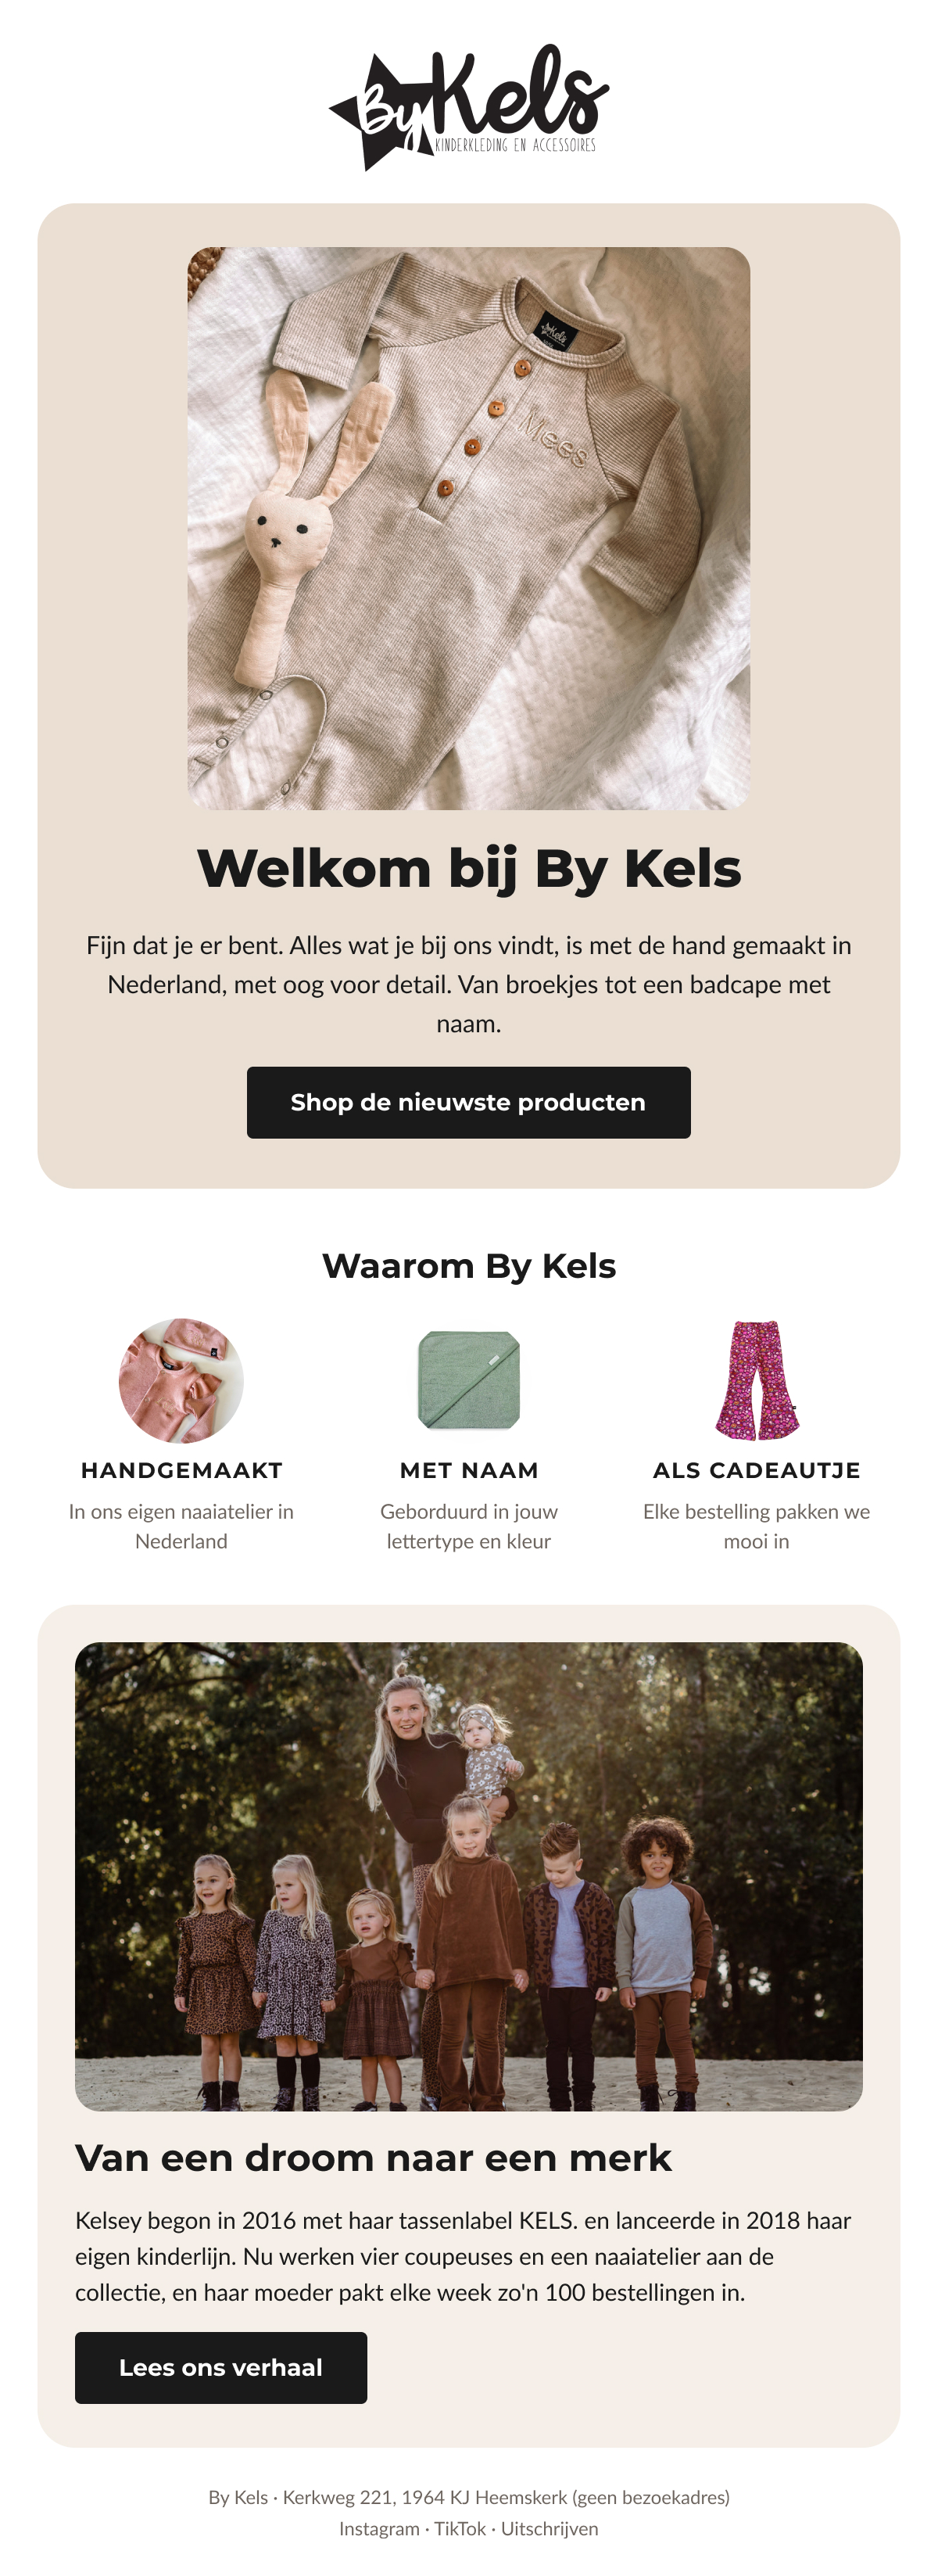 By Kels
KINDERKLEDING EN ACCESSOIRES
Kels
Mees
Welkom bij By Kels
Fijn dat je er bent. Alles wat je bij ons vindt, is met de hand gemaakt in
Nederland, met oog voor detail. Van broekjes tot een badcape met
naam.
Shop de nieuwste producten
Waarom By Kels
HANDGEMAAKT
MET NAAM
ALS CADEAUTJE
In ons eigen naaiatelier in
Nederland
Geborduurd in jouw
lettertype en kleur
Elke bestelling pakken we
mooi in
Van een droom naar een merk
Kelsey begon in 2016 met haar tassenlabel KELS. en lanceerde in 2018 haar
eigen kinderlijn. Nu werken vier coupeuses en een naaiatelier aan de
collectie, en haar moeder pakt elke week zo'n 100 bestellingen in.
Lees ons verhaal
By Kels · Kerkweg 221, 1964 KJ Heemskerk (geen bezoekadres)
Instagram · TikTok · Uitschrijven